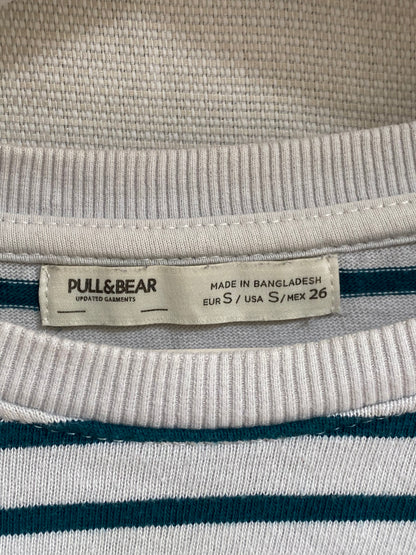 PULL&BEAR
UPDATED GARMENTS
MADE IN BANGLADESH
EUR S / USA S / MEX 26